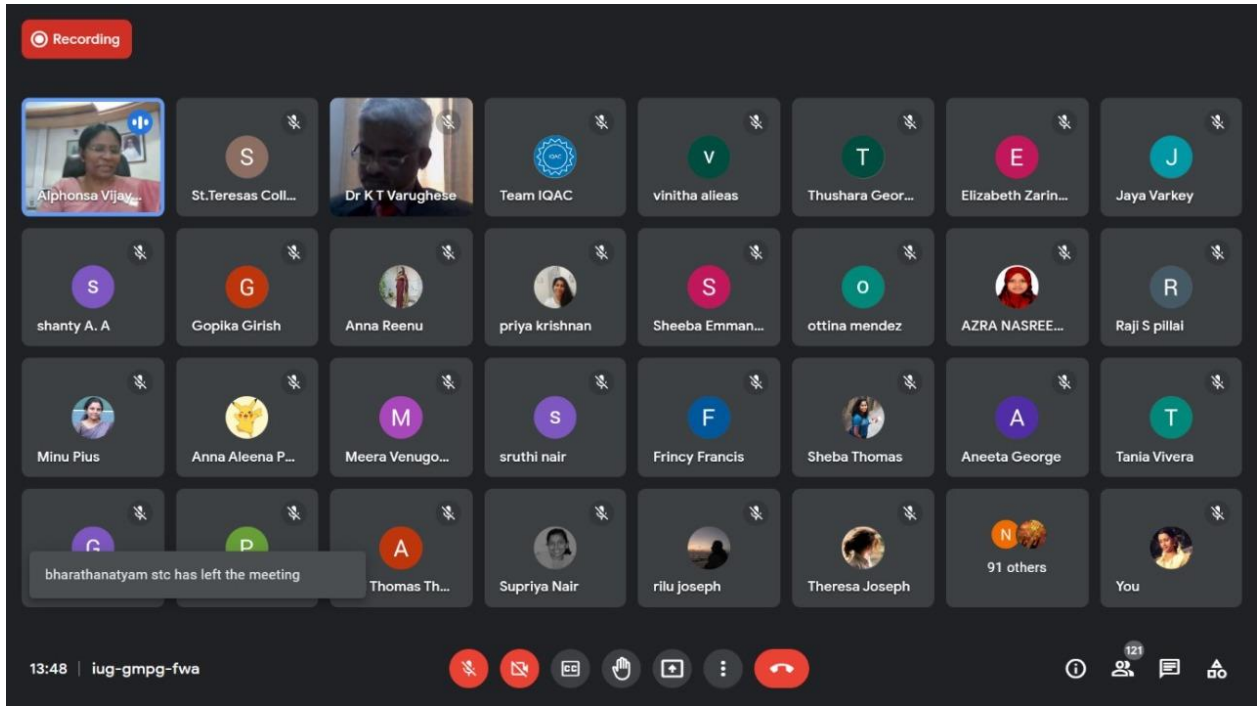 Recording
Alphonsa Vijay...
S
St.Teresas Coll...
Dr K T Varughese
IQAC
Team IQAC
v
vinitha alieas
T
Thushara Geor...
E
Elizabeth Zarin...
J
Jaya Varkey
s
shanty A. A
G
Gopika Girish
Anna Reenu
priya krishnan
S
Sheeba Emman...
o
ottina mendez
AZRA NASREE...
R
Raji S pillai
Minu Pius
Anna Aleena P...
M
Meera Venugo...
s
sruthi nair
F
Frincy Francis
Sheba Thomas
A
Aneeta George
T
Tania Vivera
G
P
bharathanatyam stc has left the meeting
A
Thomas Th...
Supriya Nair
rilu joseph
Theresa Joseph
N
91 others
You
13:48 | iug-gmpg-fwa
CC
121